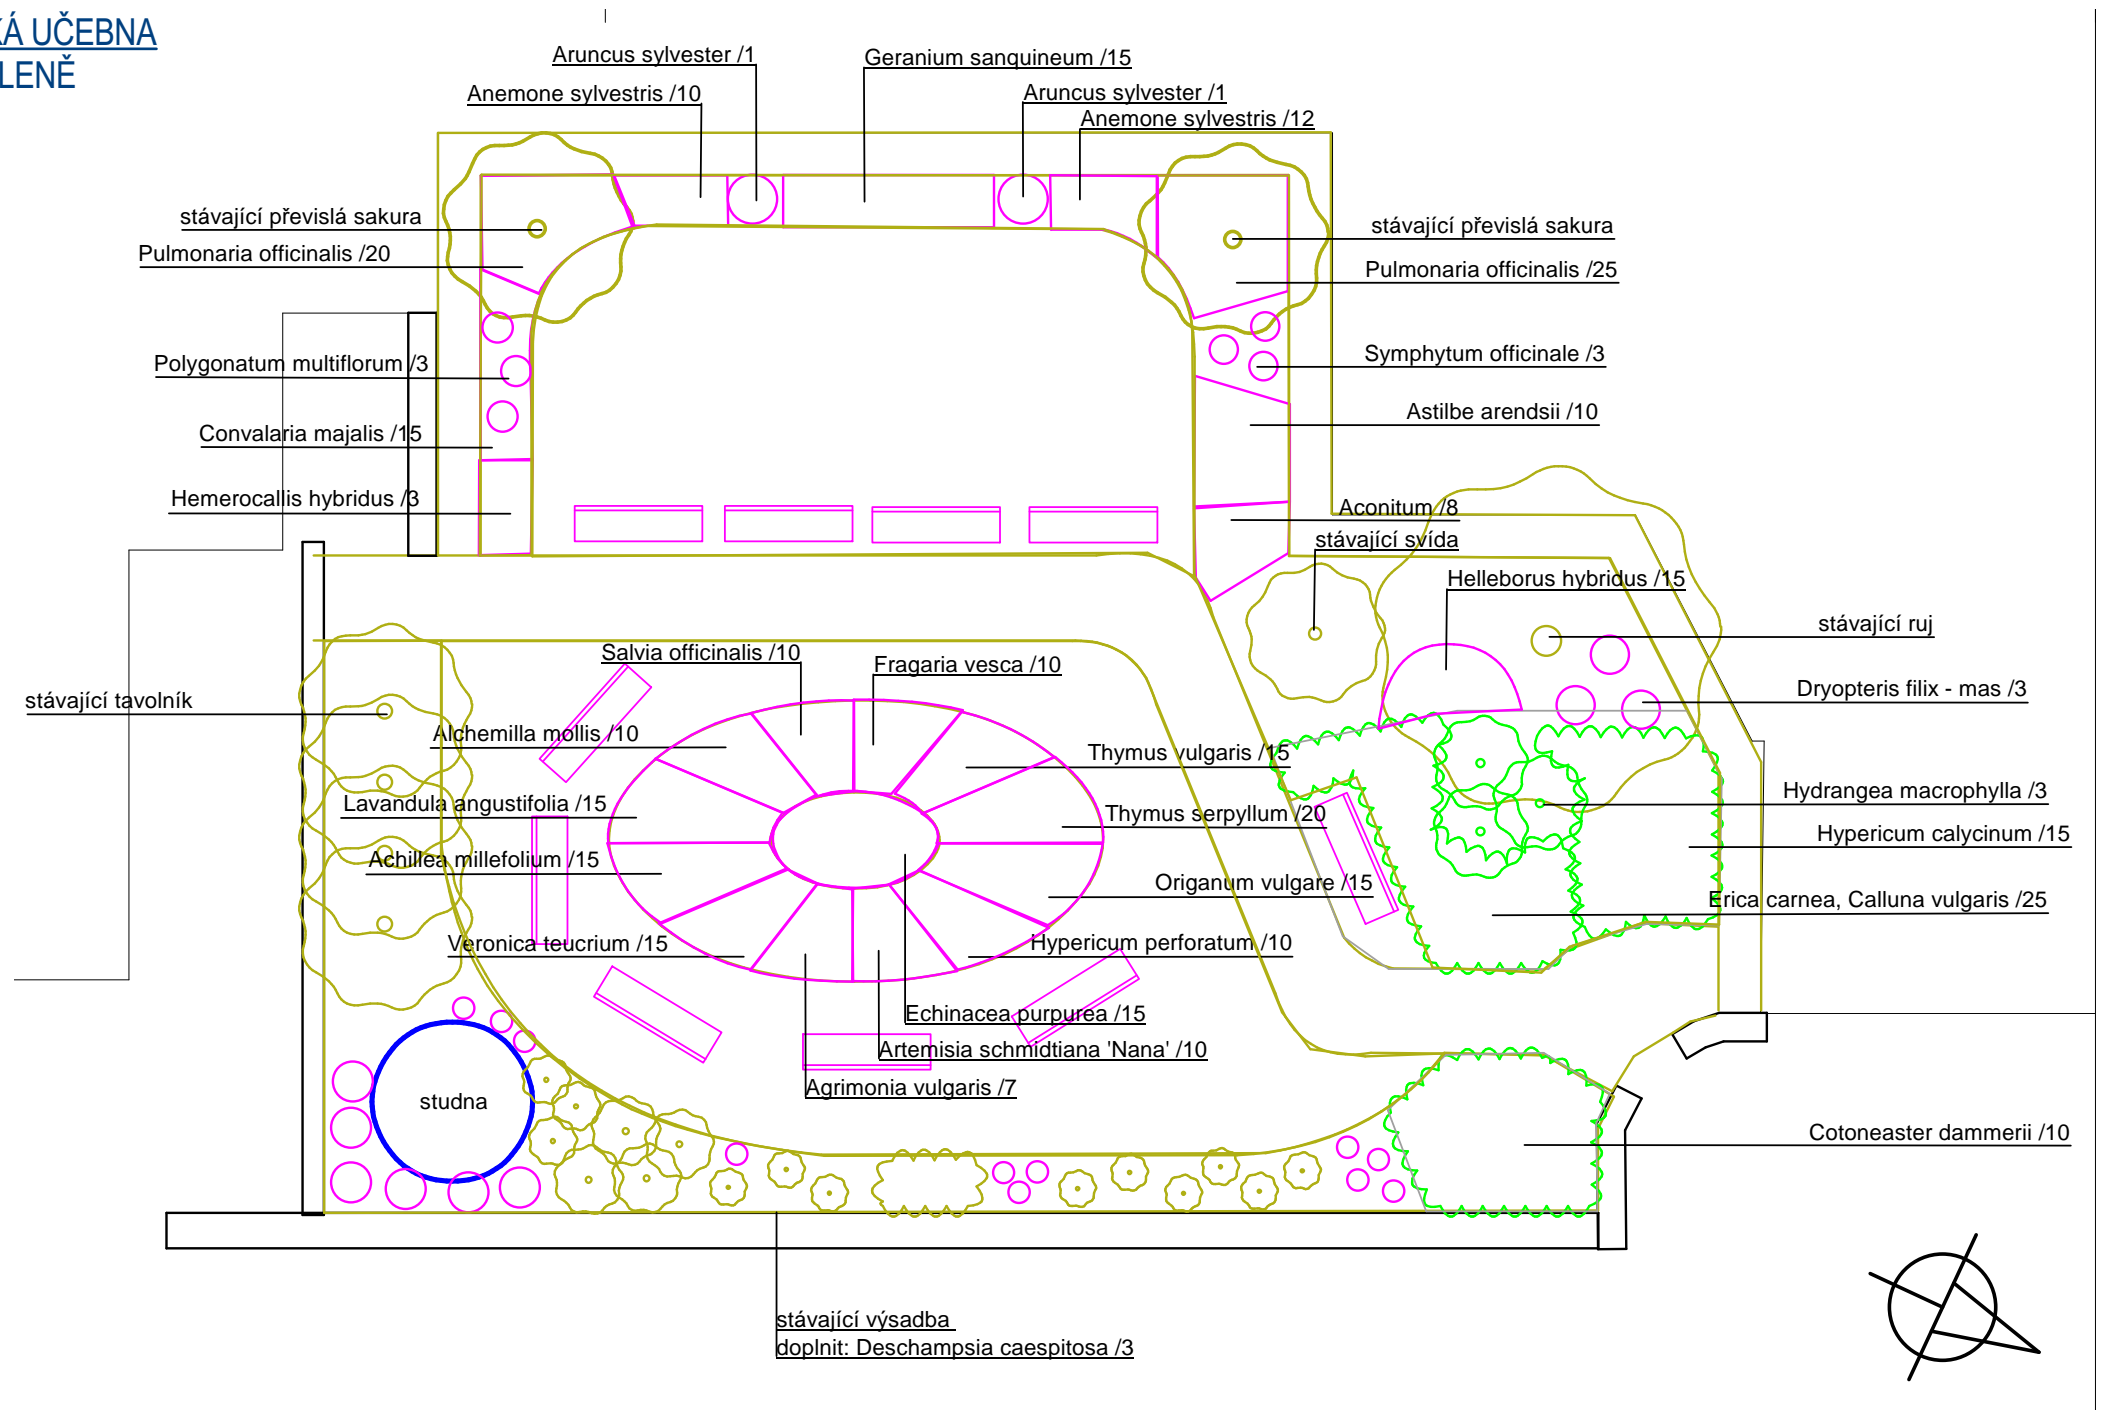 KÁ UČEBNA
LENĚ
Aruncus sylvester /1
Geranium sanquineum /15
Anemone sylvestris /10
Aruncus sylvester /1
Anemone sylvestris /12
stávající převislá sakura
stávající převislá sakura
Pulmonaria officinalis /20
Pulmonaria officinalis /25
Polygonatum multiflorum /3
Symphytum officinale /3
Convalaria majalis /15
Astilbe arendsii /10
Hemerocallis hybridus /3
Aconitum /8
stávající svída
Helleborus hybridus /15
stávající ruj
Salvia officinalis /10
Fragaria vesca /10
stávající tavolník
Dryopteris filix - mas /3
Alchemilla mollis /10
Thymus vulgaris /15
Lavandula angustifolia /15
Hydrangea macrophylla /3
Thymus serpyllum /20
Hypericum calycinum /15
Achillea millefolium /15
Origanum vulgare /15
Erica carnea, Calluna vulgaris /25
Veronica teucrium /15
Hypericum perforatum /10
Echinacea purpurea /15
Artemisia schmidtiana 'Nana' /10
Agrimonia vulgaris /7
studna
Cotoneaster dammerii /10
stávající výsadba
doplnit: Deschampsia caespitosa /3